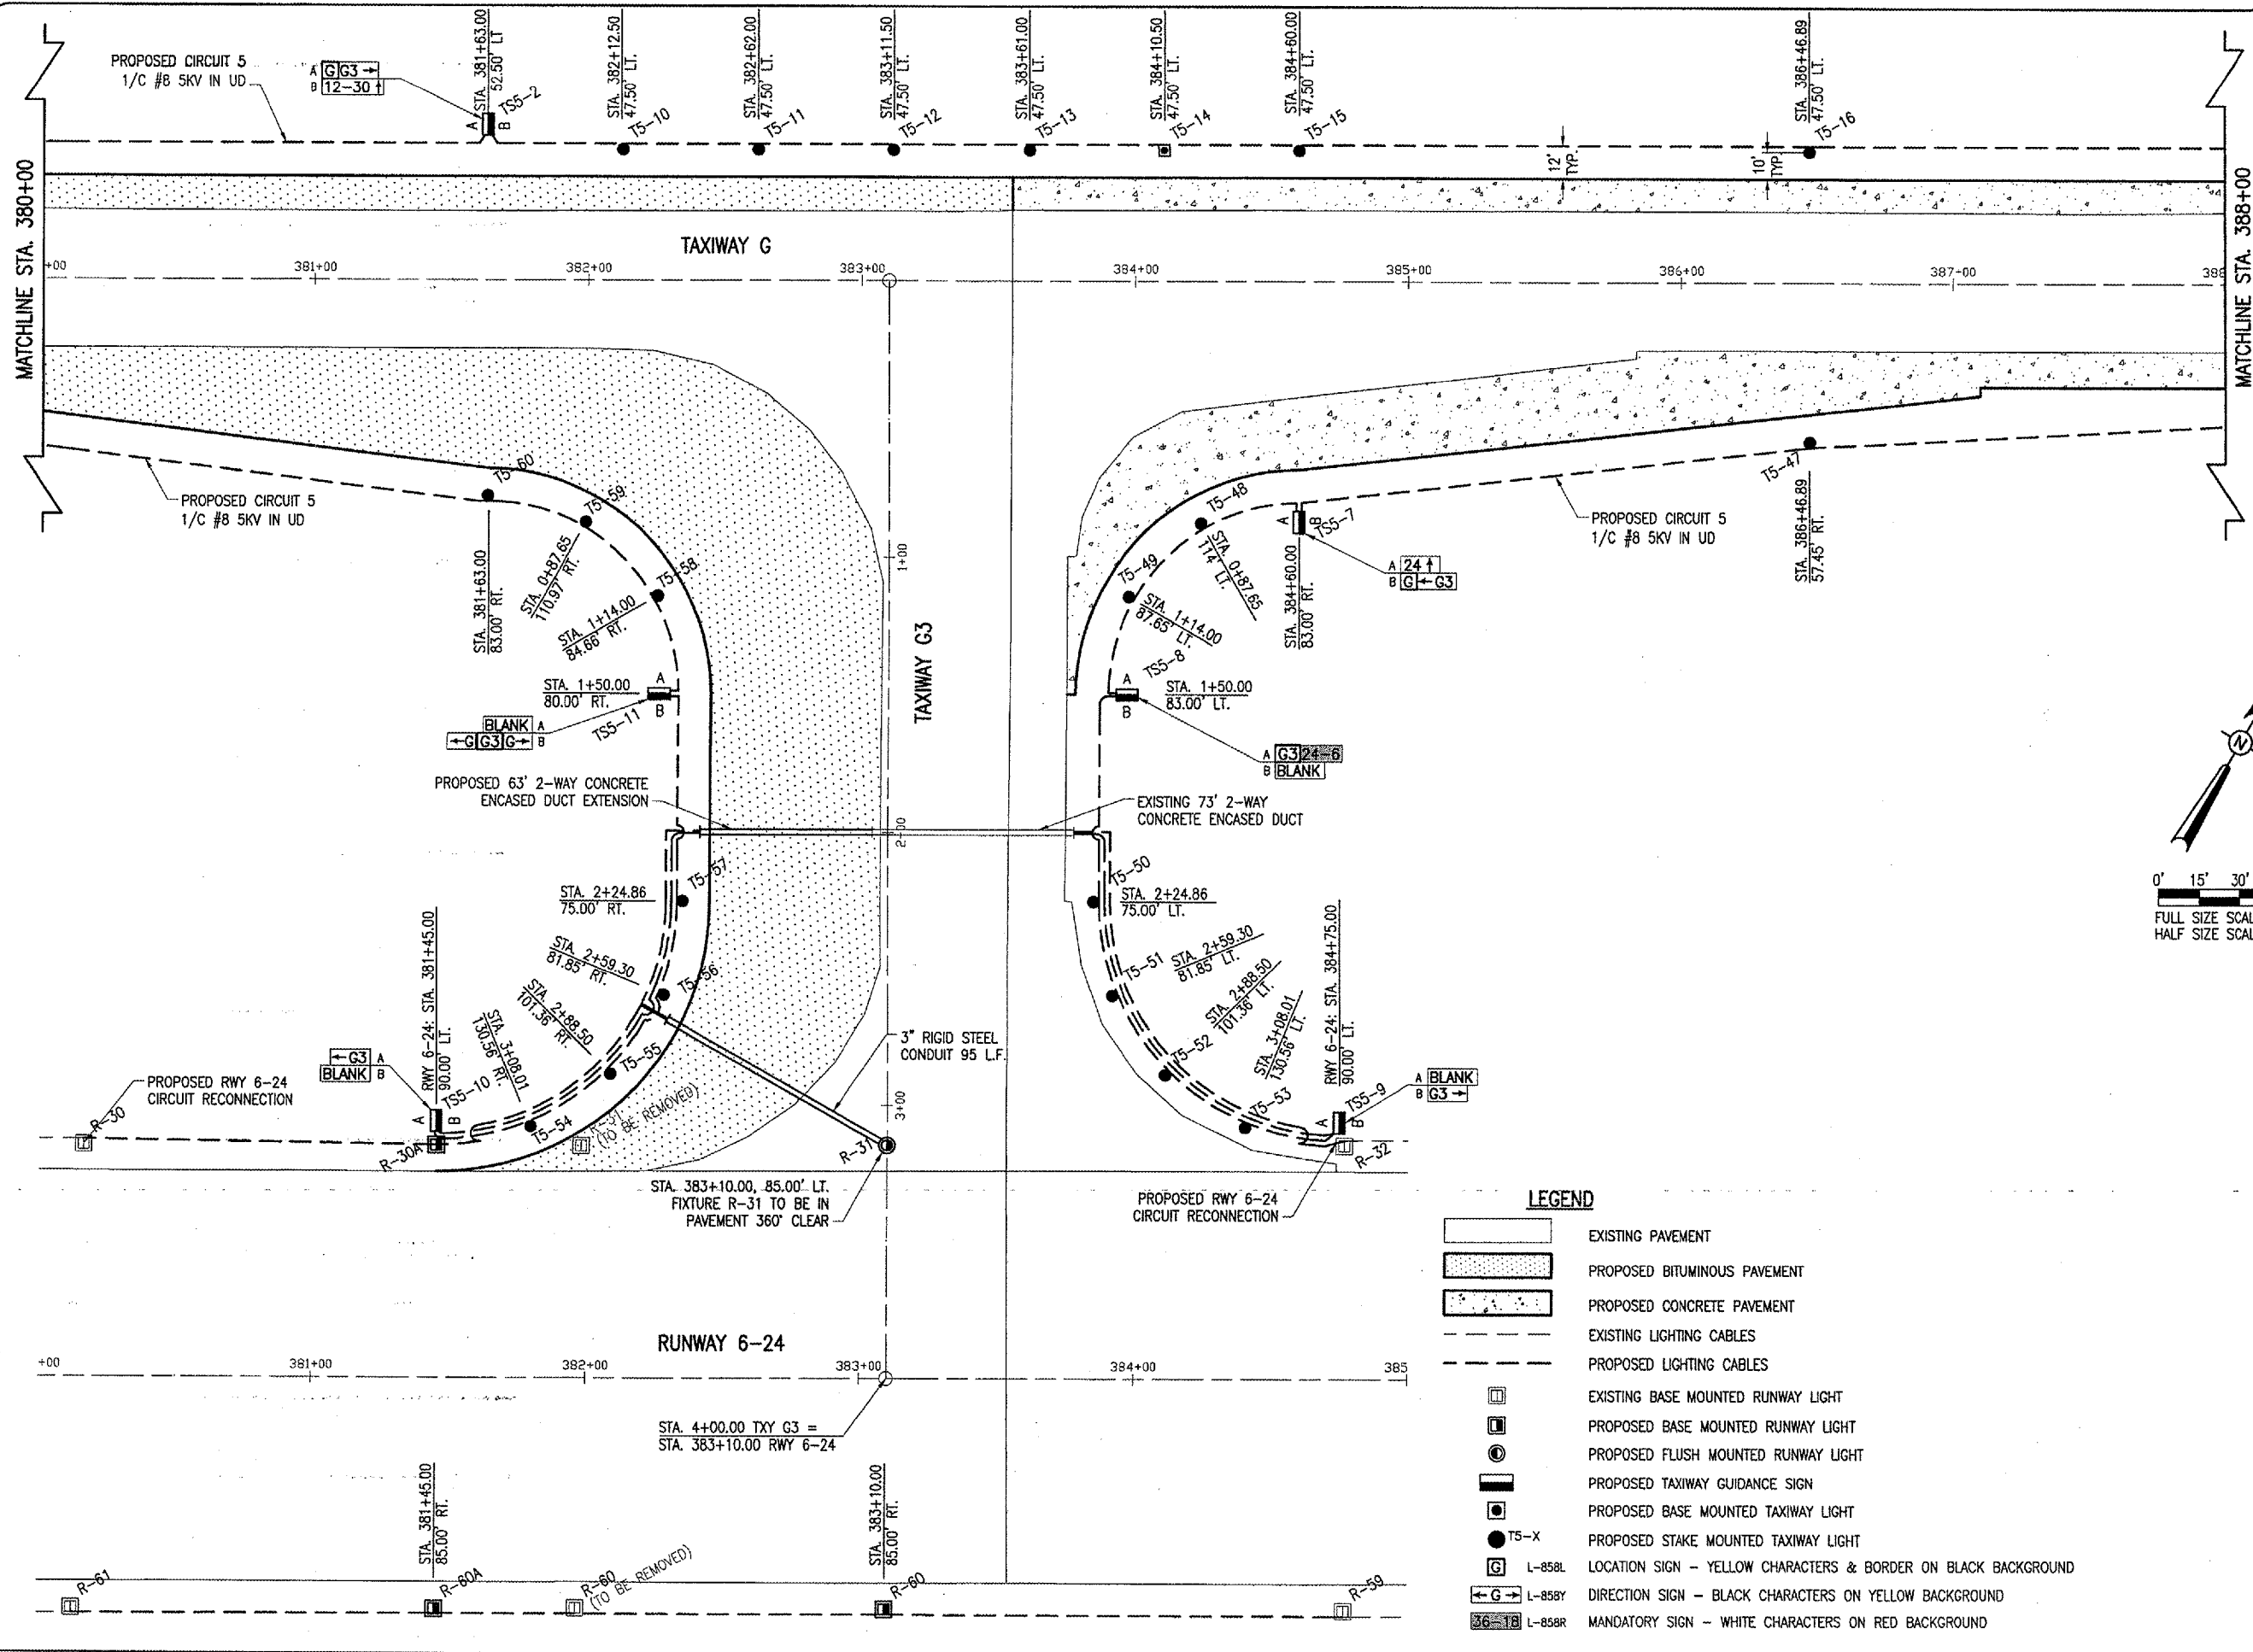 MATCHLINE STA. 380+00
PROPOSED CIRCUIT 5
1/C #8 5KV IN UD
A G G3 →
B 12-30 ↑
STA. 381+63.00
52.50' LT
TS5-2
A
B
STA. 382+12.50
47.50' LT.
T5-10
STA. 382+62.00
47.50' LT.
T5-11
STA. 383+11.50
47.50' LT.
T5-12
STA. 383+61.00
47.50' LT.
T5-13
STA. 384+10.50
47.50' LT.
T5-14
STA. 384+60.00
47.50' LT.
T5-15
12'
TYP.
10'
TYP.
STA. 386+46.89
47.50' LT.
T5-16
MATCHLINE STA. 388+00
TAXIWAY G
+00
381+00
382+00
383+00
384+00
385+00
386+00
387+00
388
PROPOSED CIRCUIT 5
1/C #8 5KV IN UD
T5-60
STA. 381+63.00
83.00' RT.
T5-59
STA. 0+87.65
110.97' RT.
T5-58
STA. 1+14.00
84.66' RT.
STA. 1+50.00
80.00' RT.
A
B
TS5-11
BLANK A
←G G3 G→ B
TAXIWAY G3
1+00
2+00
3+00
T5-48
STA. 0+87.65
114' LT.
T5-49
STA. 1+14.00
87.65' LT.
A
B
TS5-7
STA. 384+60.00
83.00' RT.
A 24 ↑
B G ←G3
PROPOSED CIRCUIT 5
1/C #8 5KV IN UD
T5-47
STA. 386+46.89
57.45' RT.
TS5-8
A
B
STA. 1+50.00
83.00' LT.
A G3 24-6
B BLANK
PROPOSED 63' 2-WAY CONCRETE
ENCASED DUCT EXTENSION
EXISTING 73' 2-WAY
CONCRETE ENCASED DUCT
N
0' 15' 30'
FULL SIZE SCAL
HALF SIZE SCAL
T5-57
STA. 2+24.86
75.00' RT.
T5-56
STA. 2+59.30
81.85' RT.
T5-55
STA. 2+88.50
101.36' RT.
T5-54
STA. 3+08.01
130.56' RT.
T5-50
STA. 2+24.86
75.00' LT.
T5-51
STA. 2+59.30
81.85' LT.
T5-52
STA. 2+88.50
101.36' LT.
T5-53
STA. 3+08.01
130.56' LT.
RWY 6-24: STA. 381+45.00
90.00' LT.
TS5-10
A
B
←G3 A
BLANK B
PROPOSED RWY 6-24
CIRCUIT RECONNECTION
R-30
R-30A
R-31
(TO BE REMOVED)
3" RIGID STEEL
CONDUIT 95 L.F.
R-31
STA. 383+10.00, 85.00' LT.
FIXTURE R-31 TO BE IN
PAVEMENT 360° CLEAR
RWY 6-24: STA. 384+75.00
90.00' LT.
TS5-9
A
B
A BLANK
B G3 →
R-32
PROPOSED RWY 6-24
CIRCUIT RECONNECTION
RUNWAY 6-24
+00
381+00
382+00
383+00
384+00
385
STA. 4+00.00 TXY G3 =
STA. 383+10.00 RWY 6-24
R-61
STA. 381+45.00
85.00' RT.
R-60A
R-60
(TO BE REMOVED)
STA. 383+10.00
85.00' RT.
R-60
R-59
LEGEND
EXISTING PAVEMENT
PROPOSED BITUMINOUS PAVEMENT
PROPOSED CONCRETE PAVEMENT
EXISTING LIGHTING CABLES
PROPOSED LIGHTING CABLES
EXISTING BASE MOUNTED RUNWAY LIGHT
PROPOSED BASE MOUNTED RUNWAY LIGHT
PROPOSED FLUSH MOUNTED RUNWAY LIGHT
PROPOSED TAXIWAY GUIDANCE SIGN
PROPOSED BASE MOUNTED TAXIWAY LIGHT
T5-X PROPOSED STAKE MOUNTED TAXIWAY LIGHT
G L-858L LOCATION SIGN - YELLOW CHARACTERS & BORDER ON BLACK BACKGROUND
←G→ L-858Y DIRECTION SIGN - BLACK CHARACTERS ON YELLOW BACKGROUND
36-18 L-858R MANDATORY SIGN - WHITE CHARACTERS ON RED BACKGROUND